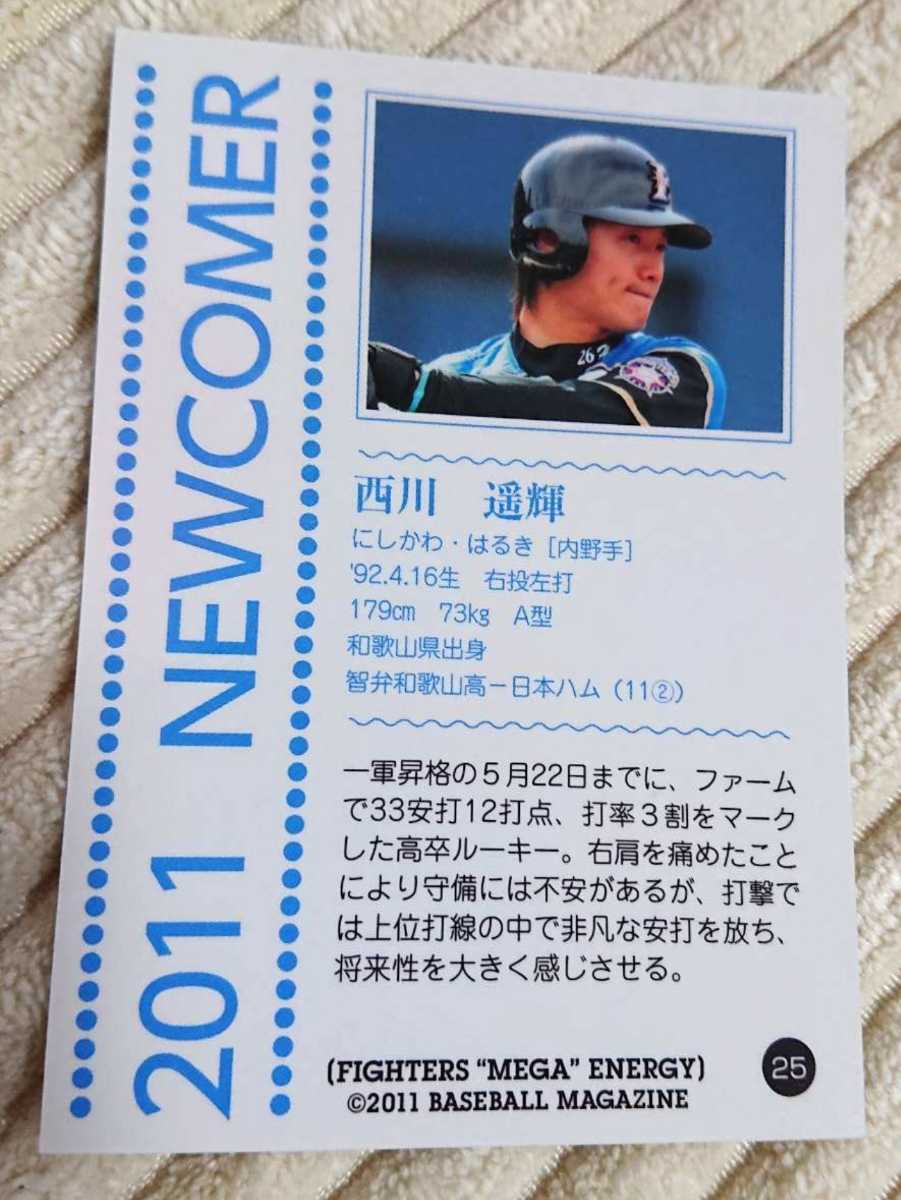 2011 NEWCOMER
26
西川　遥輝
にしかわ・はるき [内野手]
'92.4.16生　右投左打
179cm　73kg　A型
和歌山県出身
智弁和歌山高－日本ハム（11②）
一軍昇格の５月22日までに、ファーム
で33安打12打点、打率３割をマーク
した高卒ルーキー。右肩を痛めたこと
により守備には不安があるが、打撃で
は上位打線の中で非凡な安打を放ち、
将来性を大きく感じさせる。
(FIGHTERS “MEGA” ENERGY)
©2011 BASEBALL MAGAZINE
25